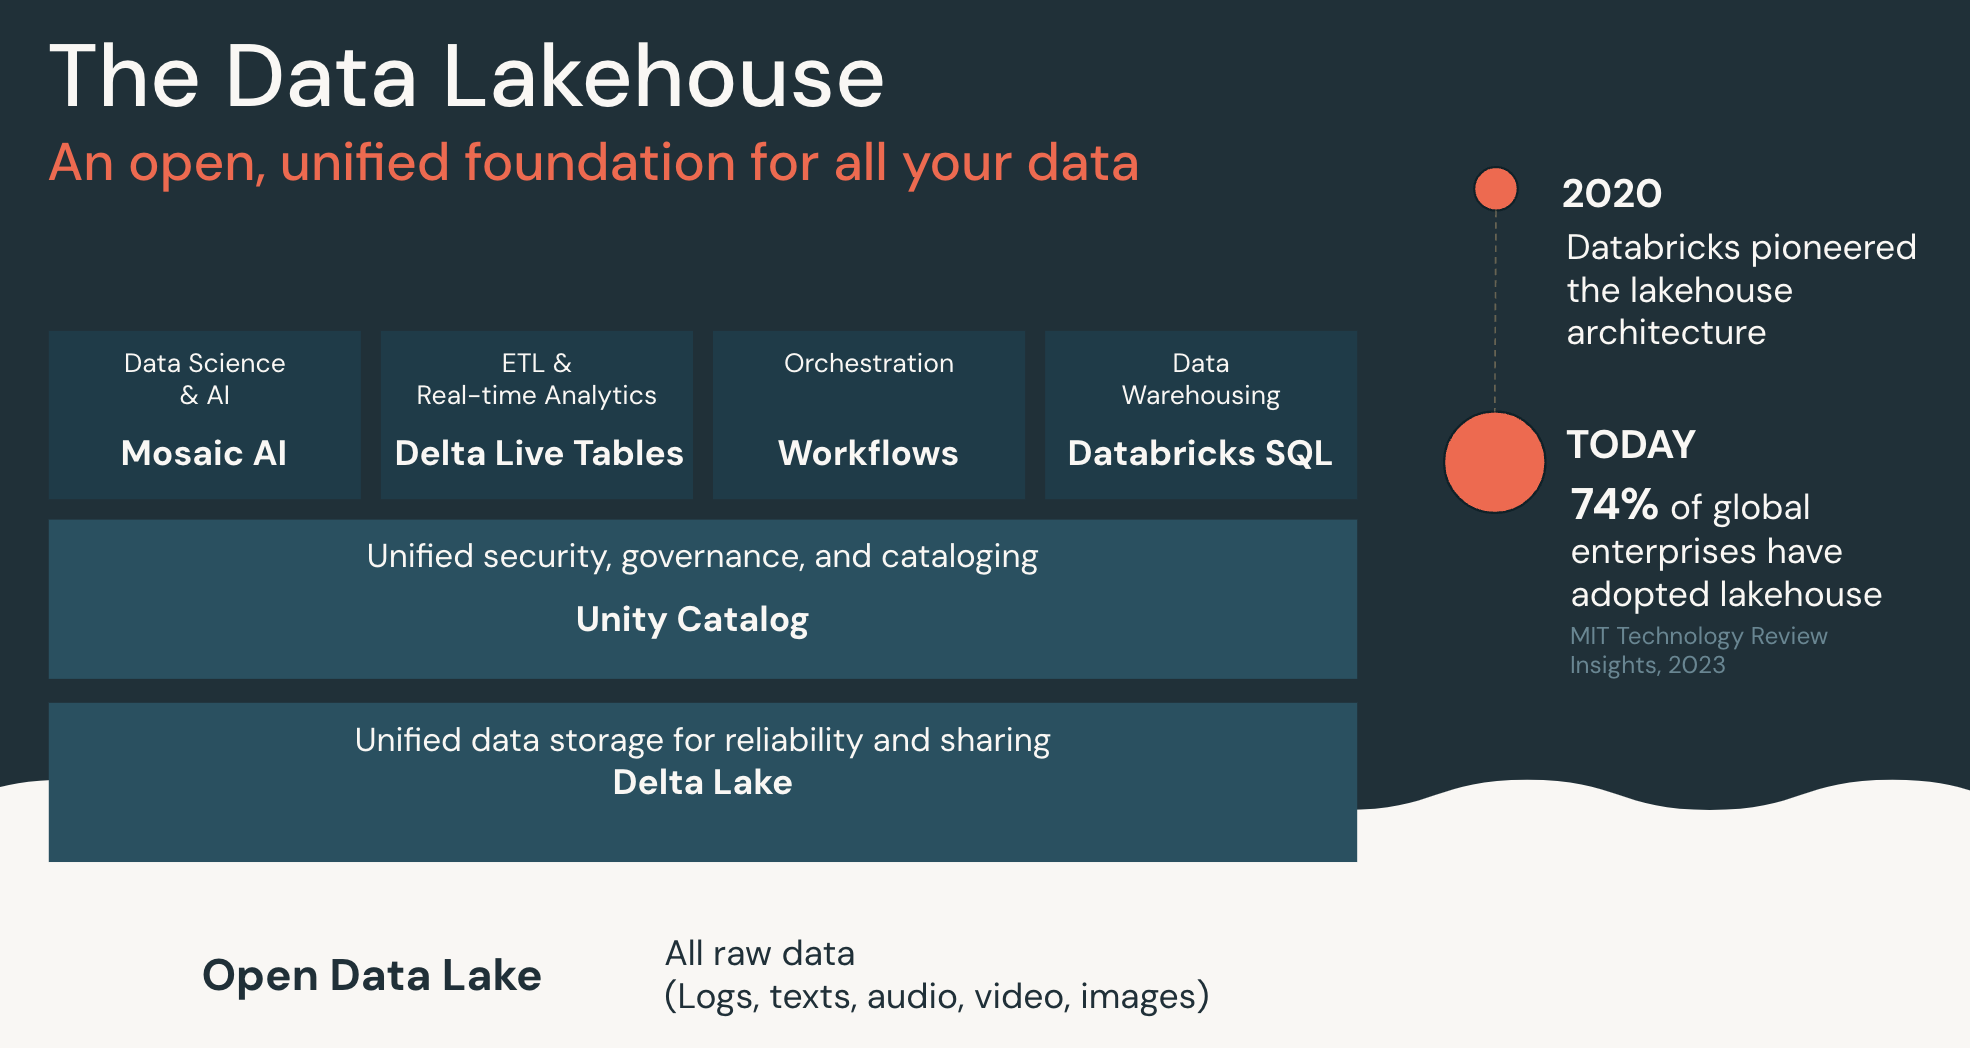 The Data Lakehouse
An open, unified foundation for all your data
Data Science
& AI
Mosaic AI
ETL &
Real-time Analytics
Delta Live Tables
Orchestration
Workflows
Data
Warehousing
Databricks SQL
Unified security, governance, and cataloging
Unity Catalog
Unified data storage for reliability and sharing
Delta Lake
Open Data Lake
All raw data
(Logs, texts, audio, video, images)
2020
Databricks pioneered
the lakehouse
architecture
TODAY
74% of global
enterprises have
adopted lakehouse
MIT Technology Review
Insights, 2023